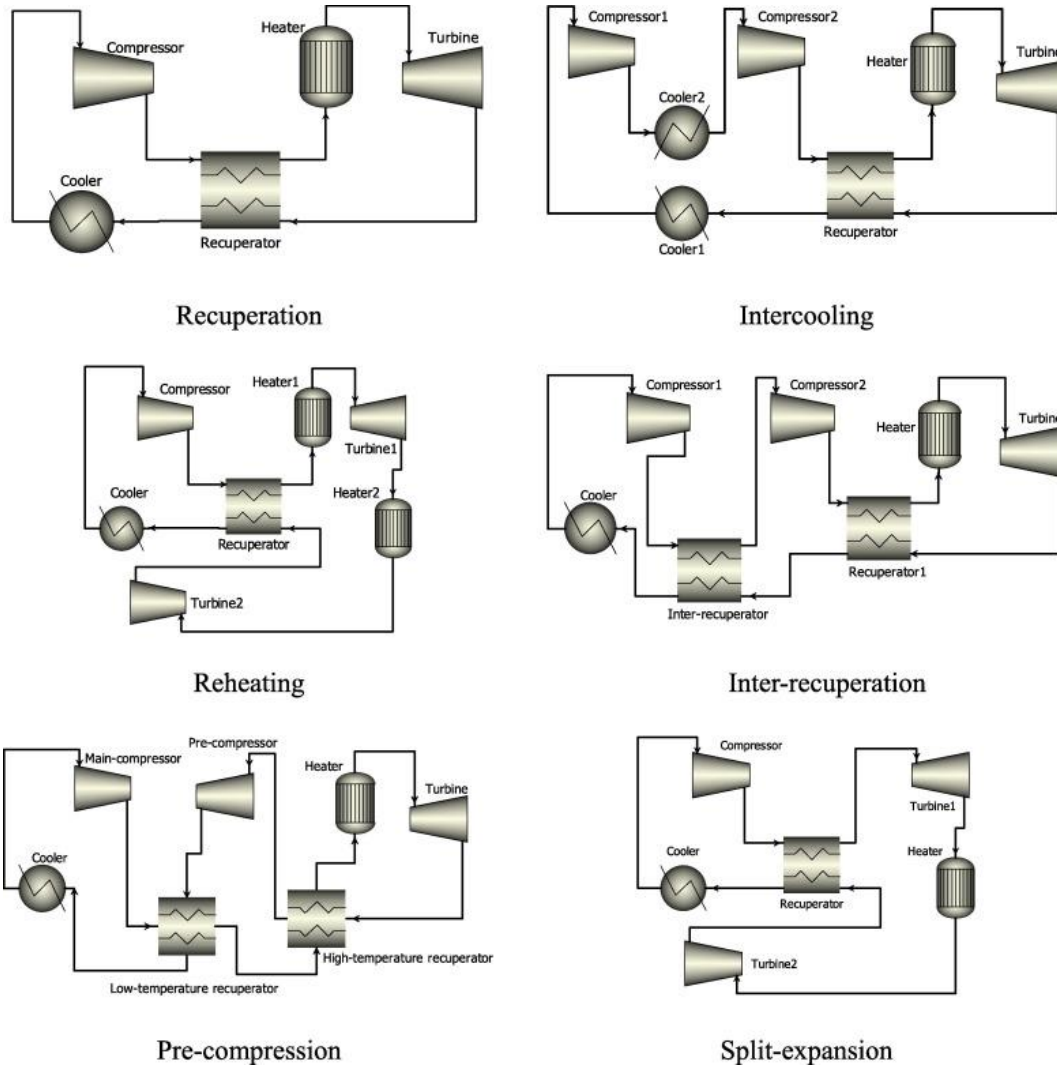 Compressor
Heater
Turbine
Cooler
Recuperator
Recuperation
Compressor1
Compressor2
Heater
Turbine
Cooler2
Cooler1
Recuperator
Intercooling
Compressor
Heater1
Turbine1
Cooler
Heater2
Recuperator
Turbine2
Reheating
Compressor1
Compressor2
Heater
Turbine
Cooler
Recuperator1
Inter-recuperator
Inter-recuperation
Main-compressor
Pre-compressor
Heater
Turbine
Cooler
High-temperature recuperator
Low-temperature recuperator
Pre-compression
Compressor
Turbine1
Cooler
Heater
Recuperator
Turbine2
Split-expansion